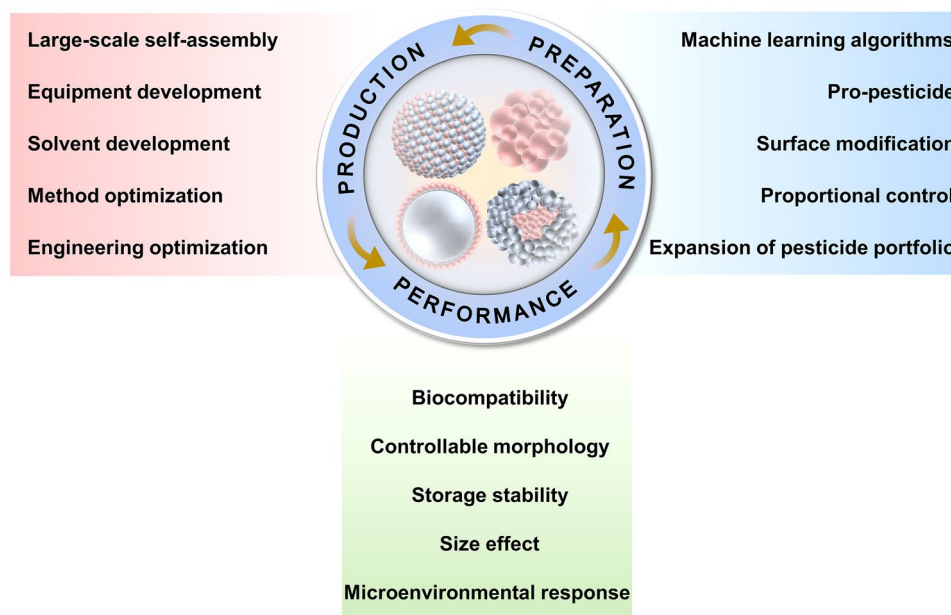 Large-scale self-assembly
Equipment development
Solvent development
Method optimization
Engineering optimization
PRODUCTION
PREPARATION
PERFORMANCE
Machine learning algorithms
Pro-pesticide
Surface modification
Proportional control
Expansion of pesticide portfolio
Biocompatibility
Controllable morphology
Storage stability
Size effect
Microenvironmental response